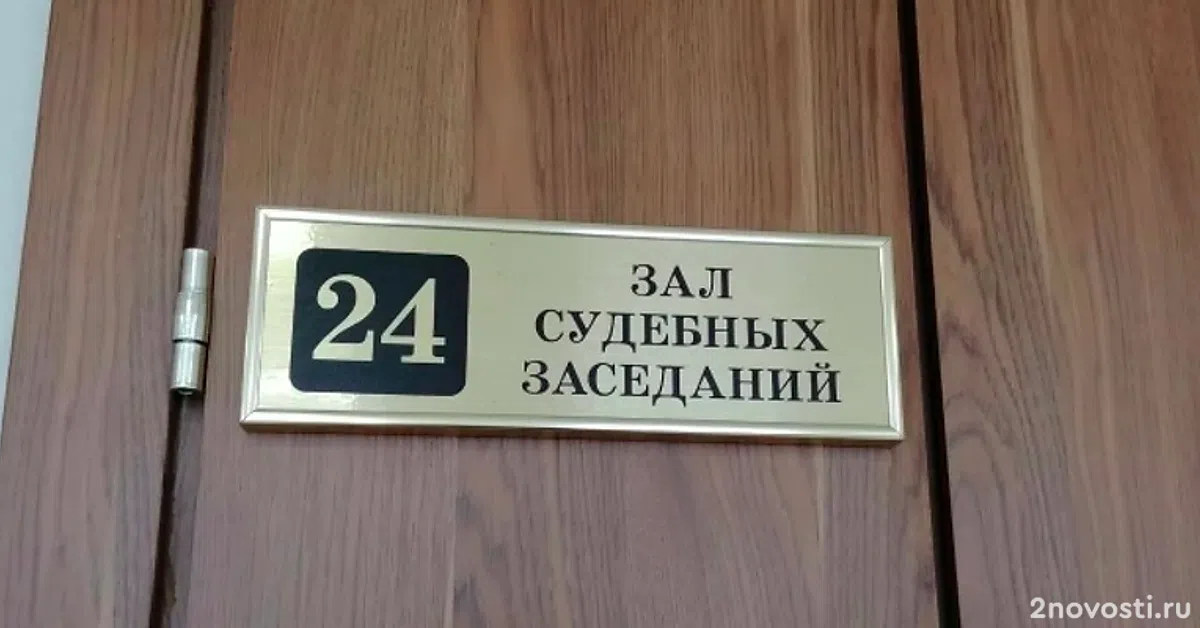 24
ЗАЛ
СУДЕБНЫХ
ЗАСЕДАНИЙ
2novosti.ru